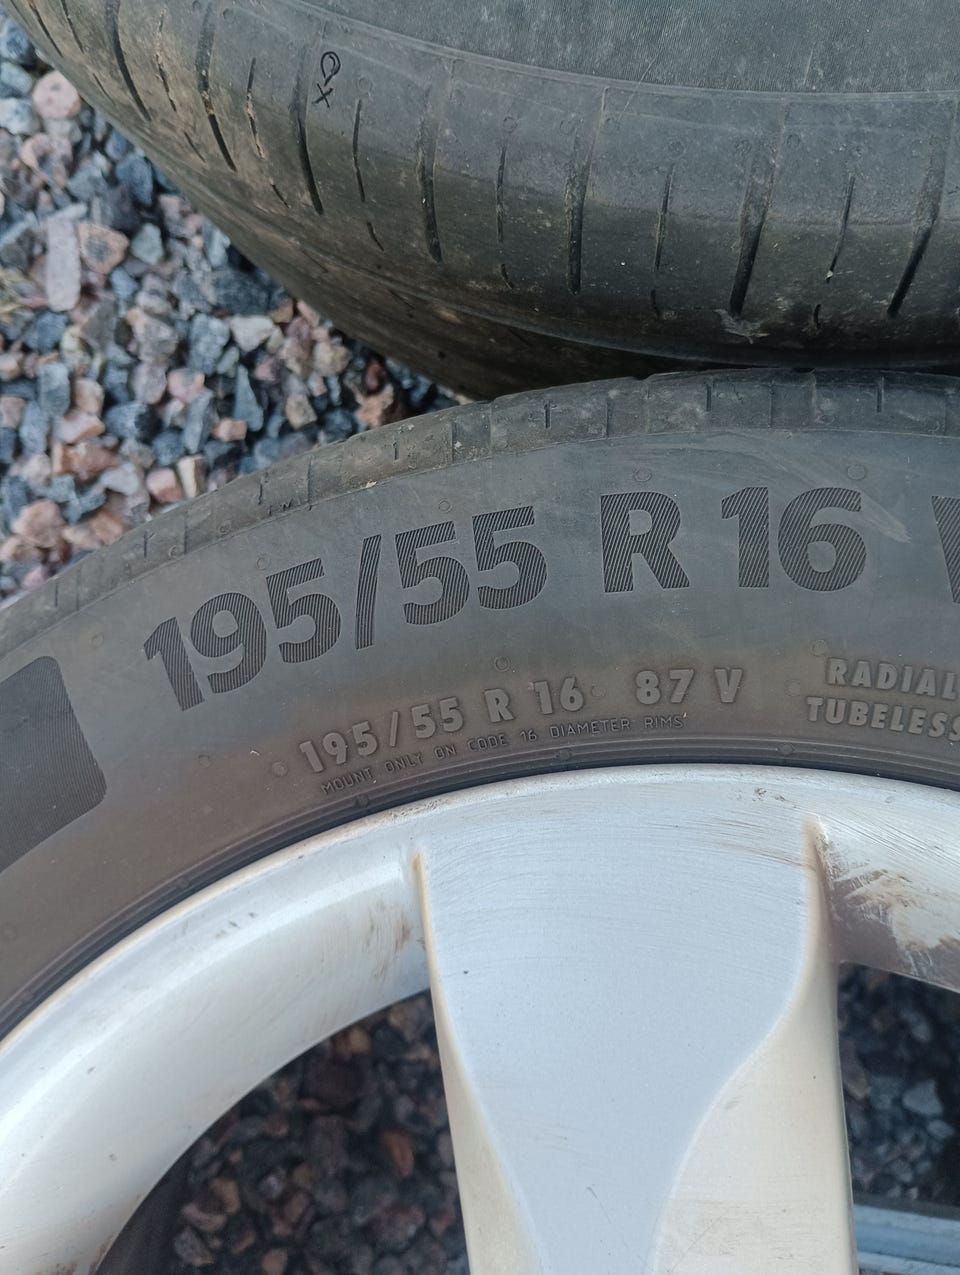 195/55 R 16
195/55 R 16 87 V
MOUNT ONLY ON CODE 16 DIAMETER RIMS
RADIAL
TUBELESS